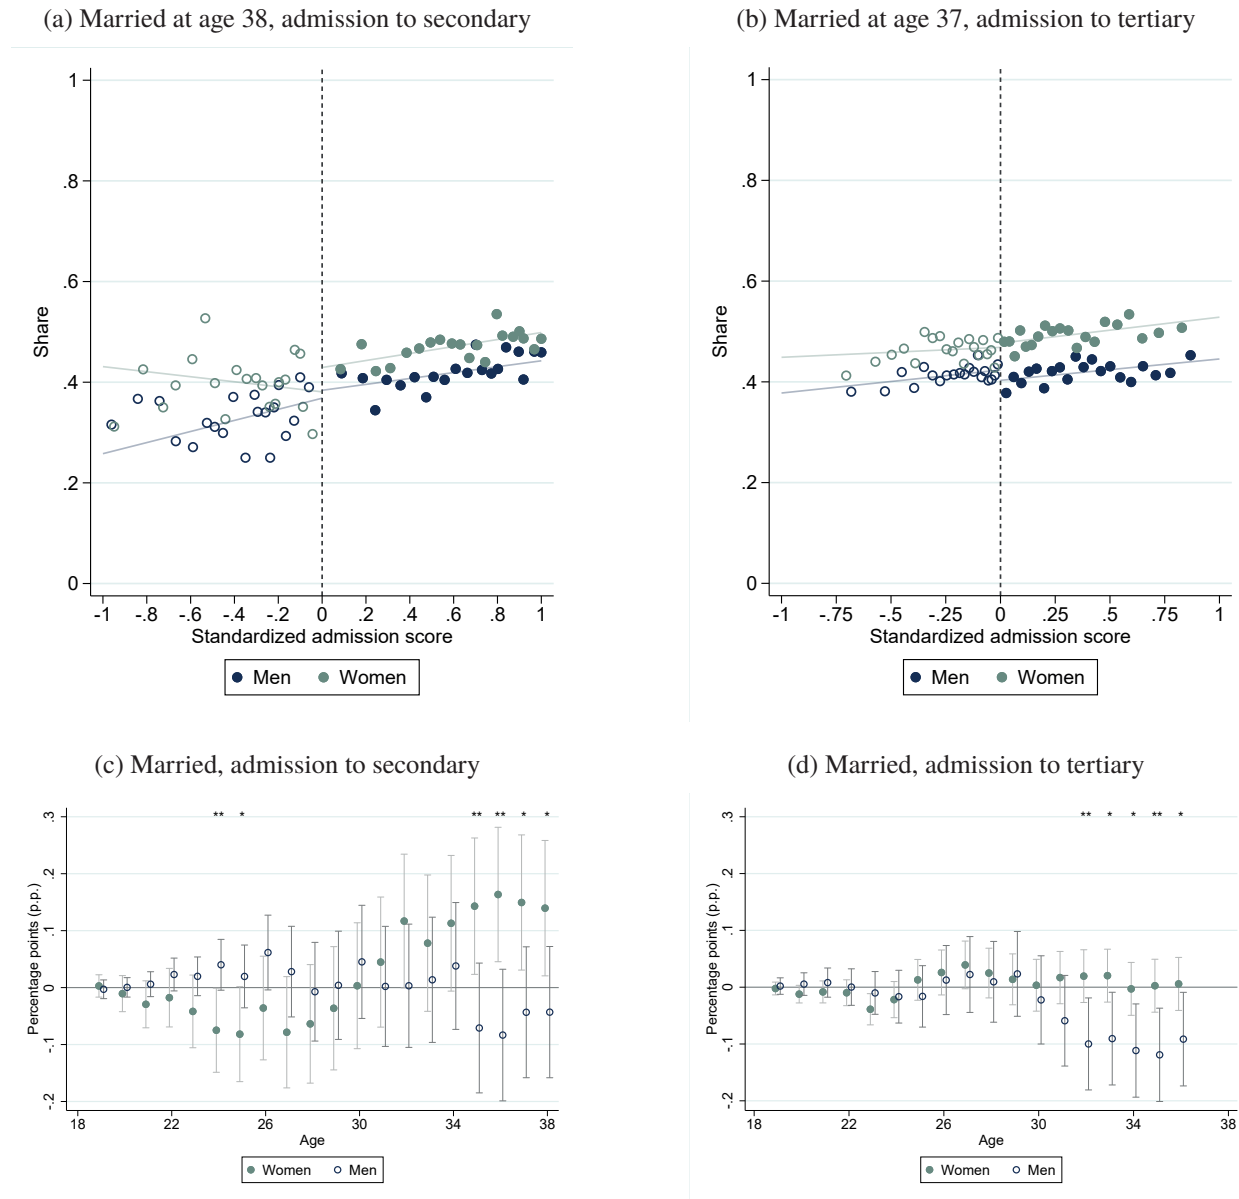 (a) Married at age 38, admission to secondary
1
.8
.6
.4
.2
0
Share
-1 -.8 -.6 -.4 -.2 0 .2 .4 .6 .8 1
Standardized admission score
Men Women
(b) Married at age 37, admission to tertiary
1
.8
.6
.4
.2
0
Share
-1 -.75 -.5 -.25 0 .25 .5 .75 1
Standardized admission score
Men Women
(c) Married, admission to secondary
** * ** ** * *
.3
.2
.1
0
-.1
-.2
Percentage points (p.p.)
18 22 26 30 34 38
Age
Women Men
(d) Married, admission to tertiary
** * * ** *
.3
.2
.1
0
-.1
-.2
Percentage points (p.p.)
18 22 26 30 34 38
Age
Women Men